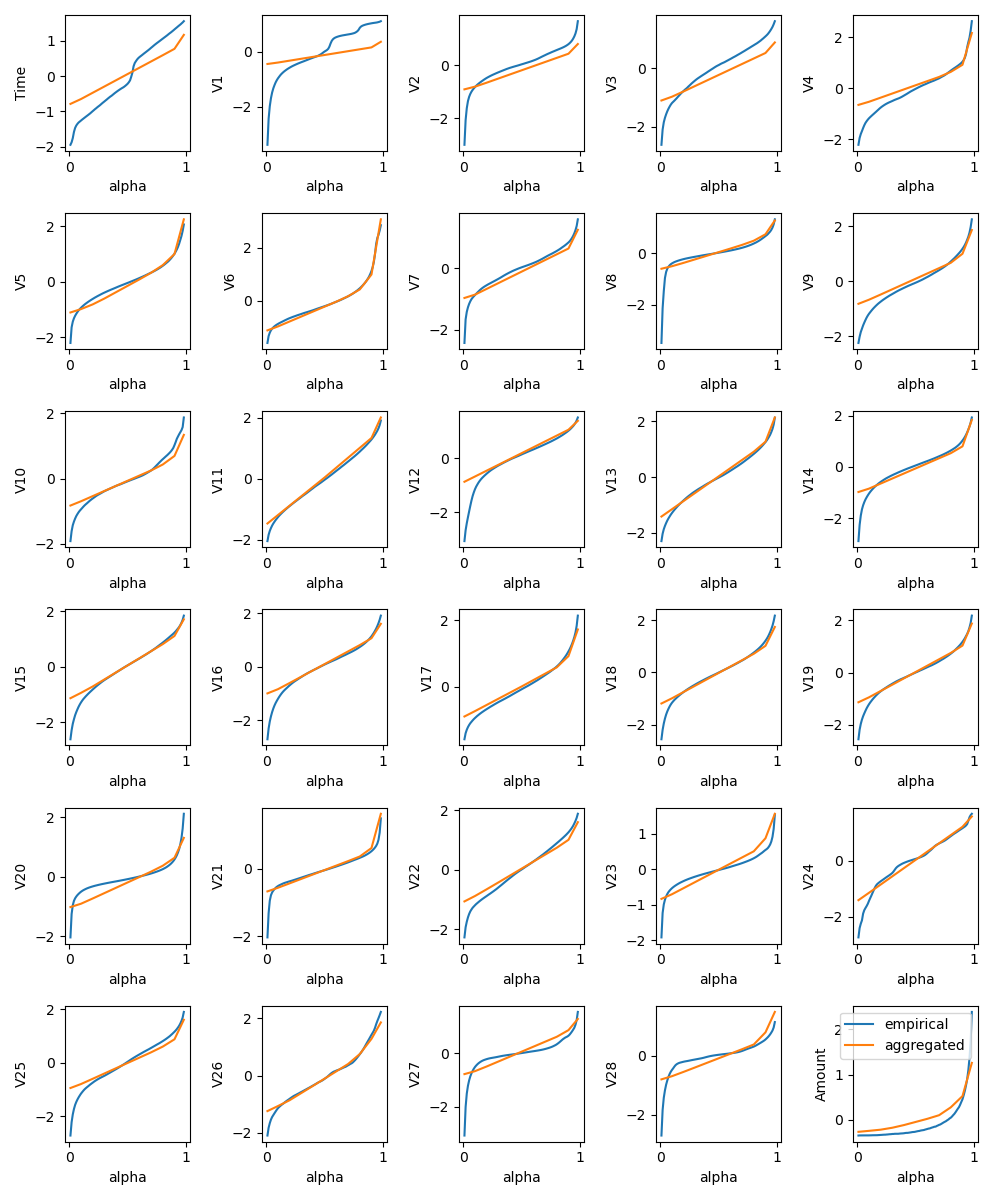 Time
1
0
−1
−2
0 1
alpha
V1
0
−2
0 1
alpha
V2
0
−2
0 1
alpha
V3
0
−2
0 1
alpha
V4
2
0
−2
0 1
alpha
V5
2
0
−2
0 1
alpha
V6
2
0
0 1
alpha
V7
0
−2
0 1
alpha
V8
0
−2
0 1
alpha
V9
2
0
−2
0 1
alpha
V10
2
0
−2
0 1
alpha
V11
2
0
−2
0 1
alpha
V12
0
−2
0 1
alpha
V13
2
0
−2
0 1
alpha
V14
2
0
−2
0 1
alpha
V15
2
0
−2
0 1
alpha
V16
2
0
−2
0 1
alpha
V17
2
0
0 1
alpha
V18
2
0
−2
0 1
alpha
V19
2
0
−2
0 1
alpha
V20
2
0
−2
0 1
alpha
V21
0
−2
0 1
alpha
V22
2
0
−2
0 1
alpha
V23
1
0
−1
−2
0 1
alpha
V24
0
−2
0 1
alpha
V25
2
0
−2
0 1
alpha
V26
2
0
−2
0 1
alpha
V27
0
−2
0 1
alpha
V28
0
−2
0 1
alpha
Amount
empirical
aggregated
2
1
0
0 1
alpha